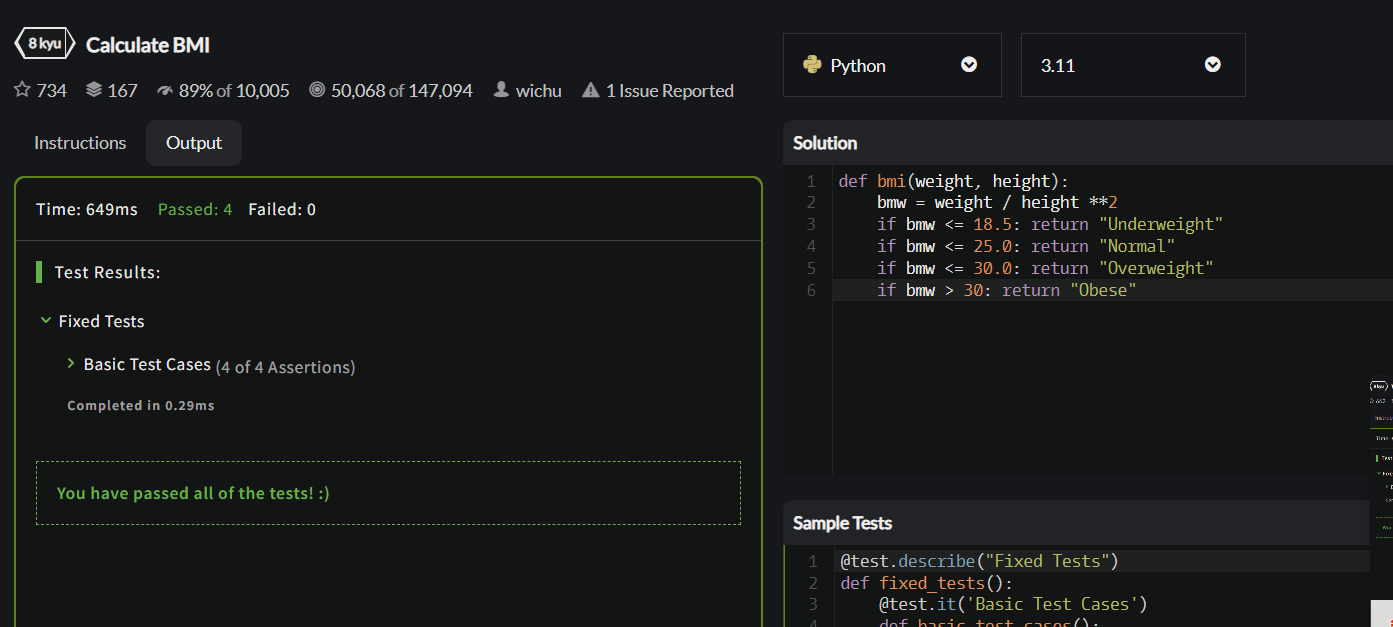 8 kyu Calculate BMI
734 167 89% of 10,005 50,068 of 147,094 wichu 1 Issue Reported
Instructions Output
Time: 649ms Passed: 4 Failed: 0
Test Results:
Fixed Tests
Basic Test Cases (4 of 4 Assertions)
Completed in 0.29ms
You have passed all of the tests! :)
Python 3.11
Solution
1 def bmi(weight, height):
2     bmw = weight / height **2
3     if bmw <= 18.5: return "Underweight"
4     if bmw <= 25.0: return "Normal"
5     if bmw <= 30.0: return "Overweight"
6     if bmw > 30: return "Obese"
Sample Tests
1 @test.describe("Fixed Tests")
2 def fixed_tests():
3     @test.it('Basic Test Cases')
4     def basic_test_cases():